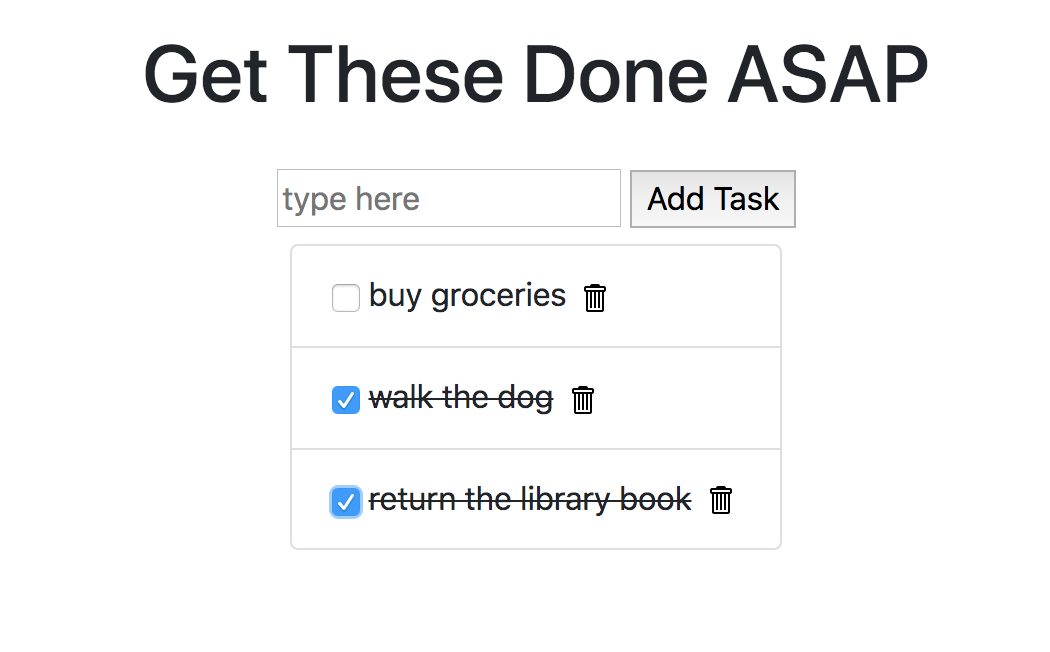 Get These Done ASAP
type here
Add Task
buy groceries
walk the dog
return the library book